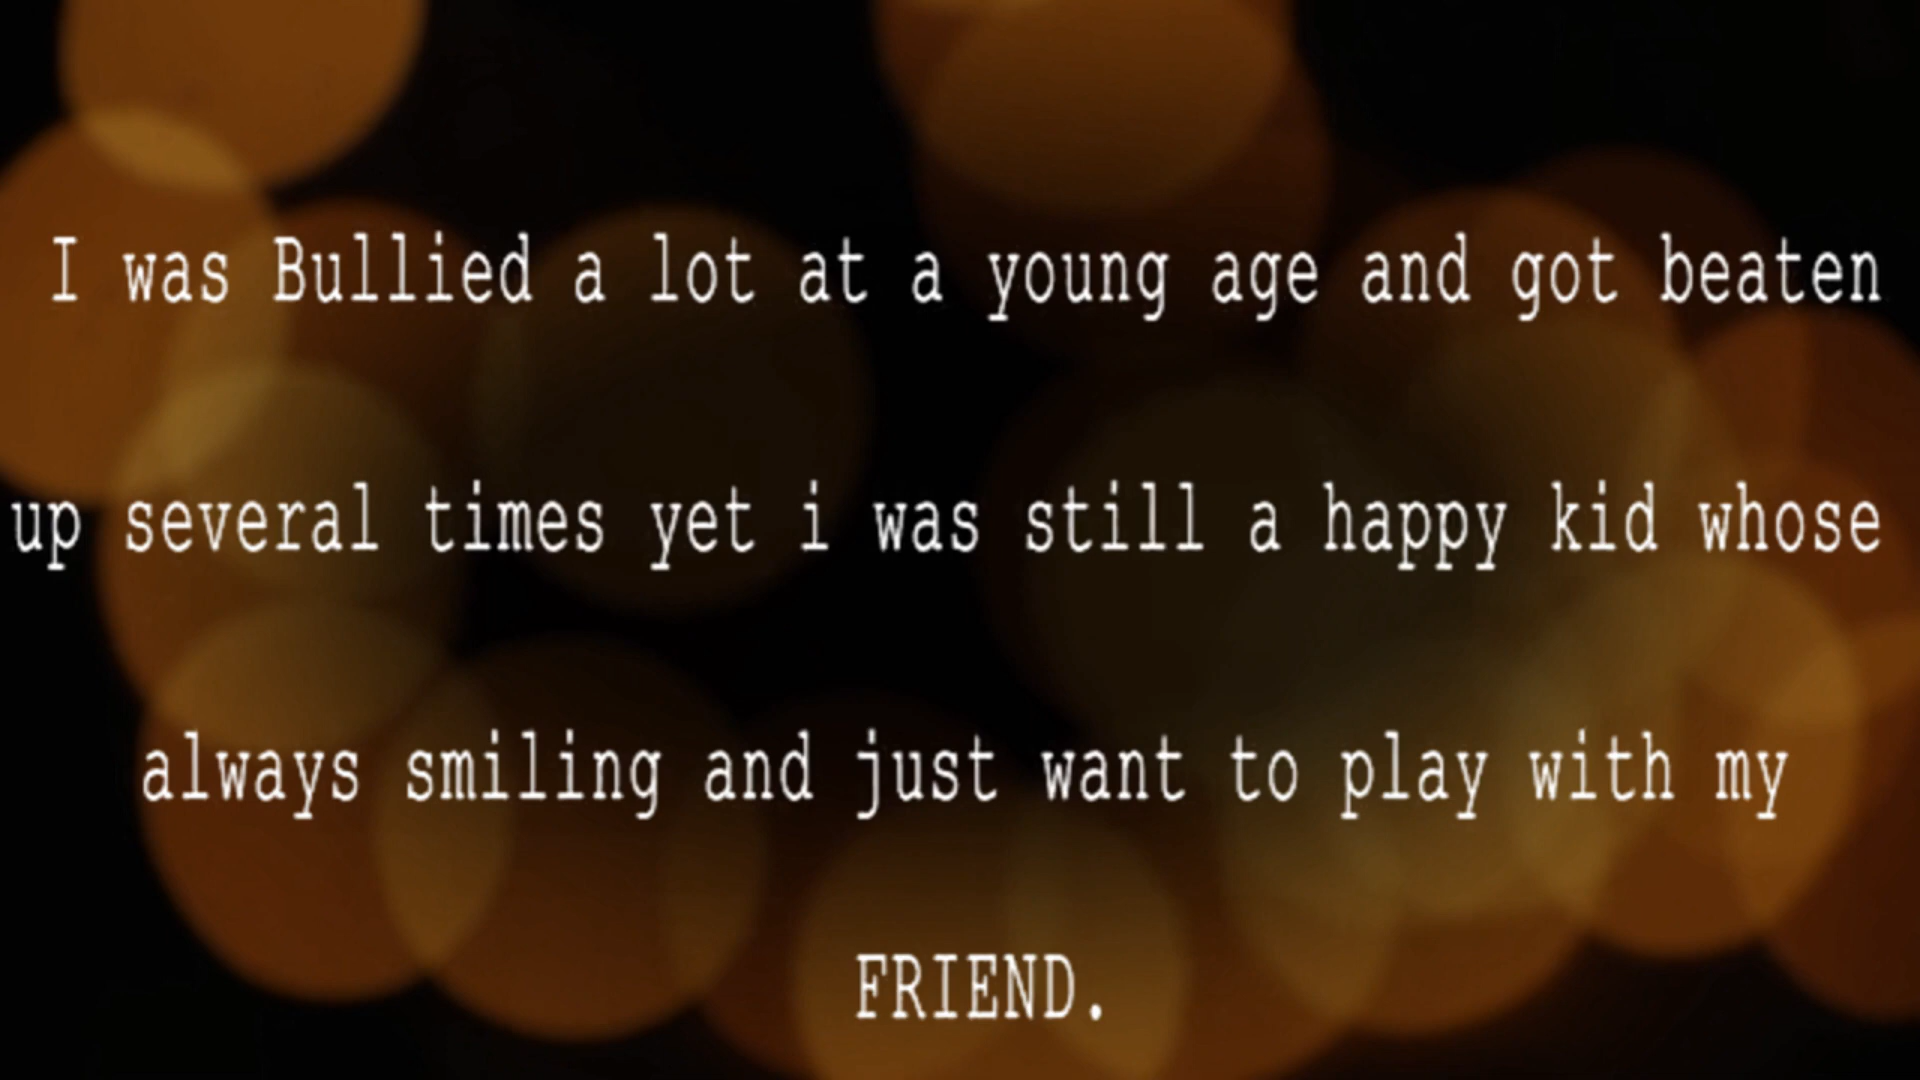 I was Bullied a lot at a young age and got beaten
up several times yet i was still a happy kid whose
always smiling and just want to play with my
FRIEND.